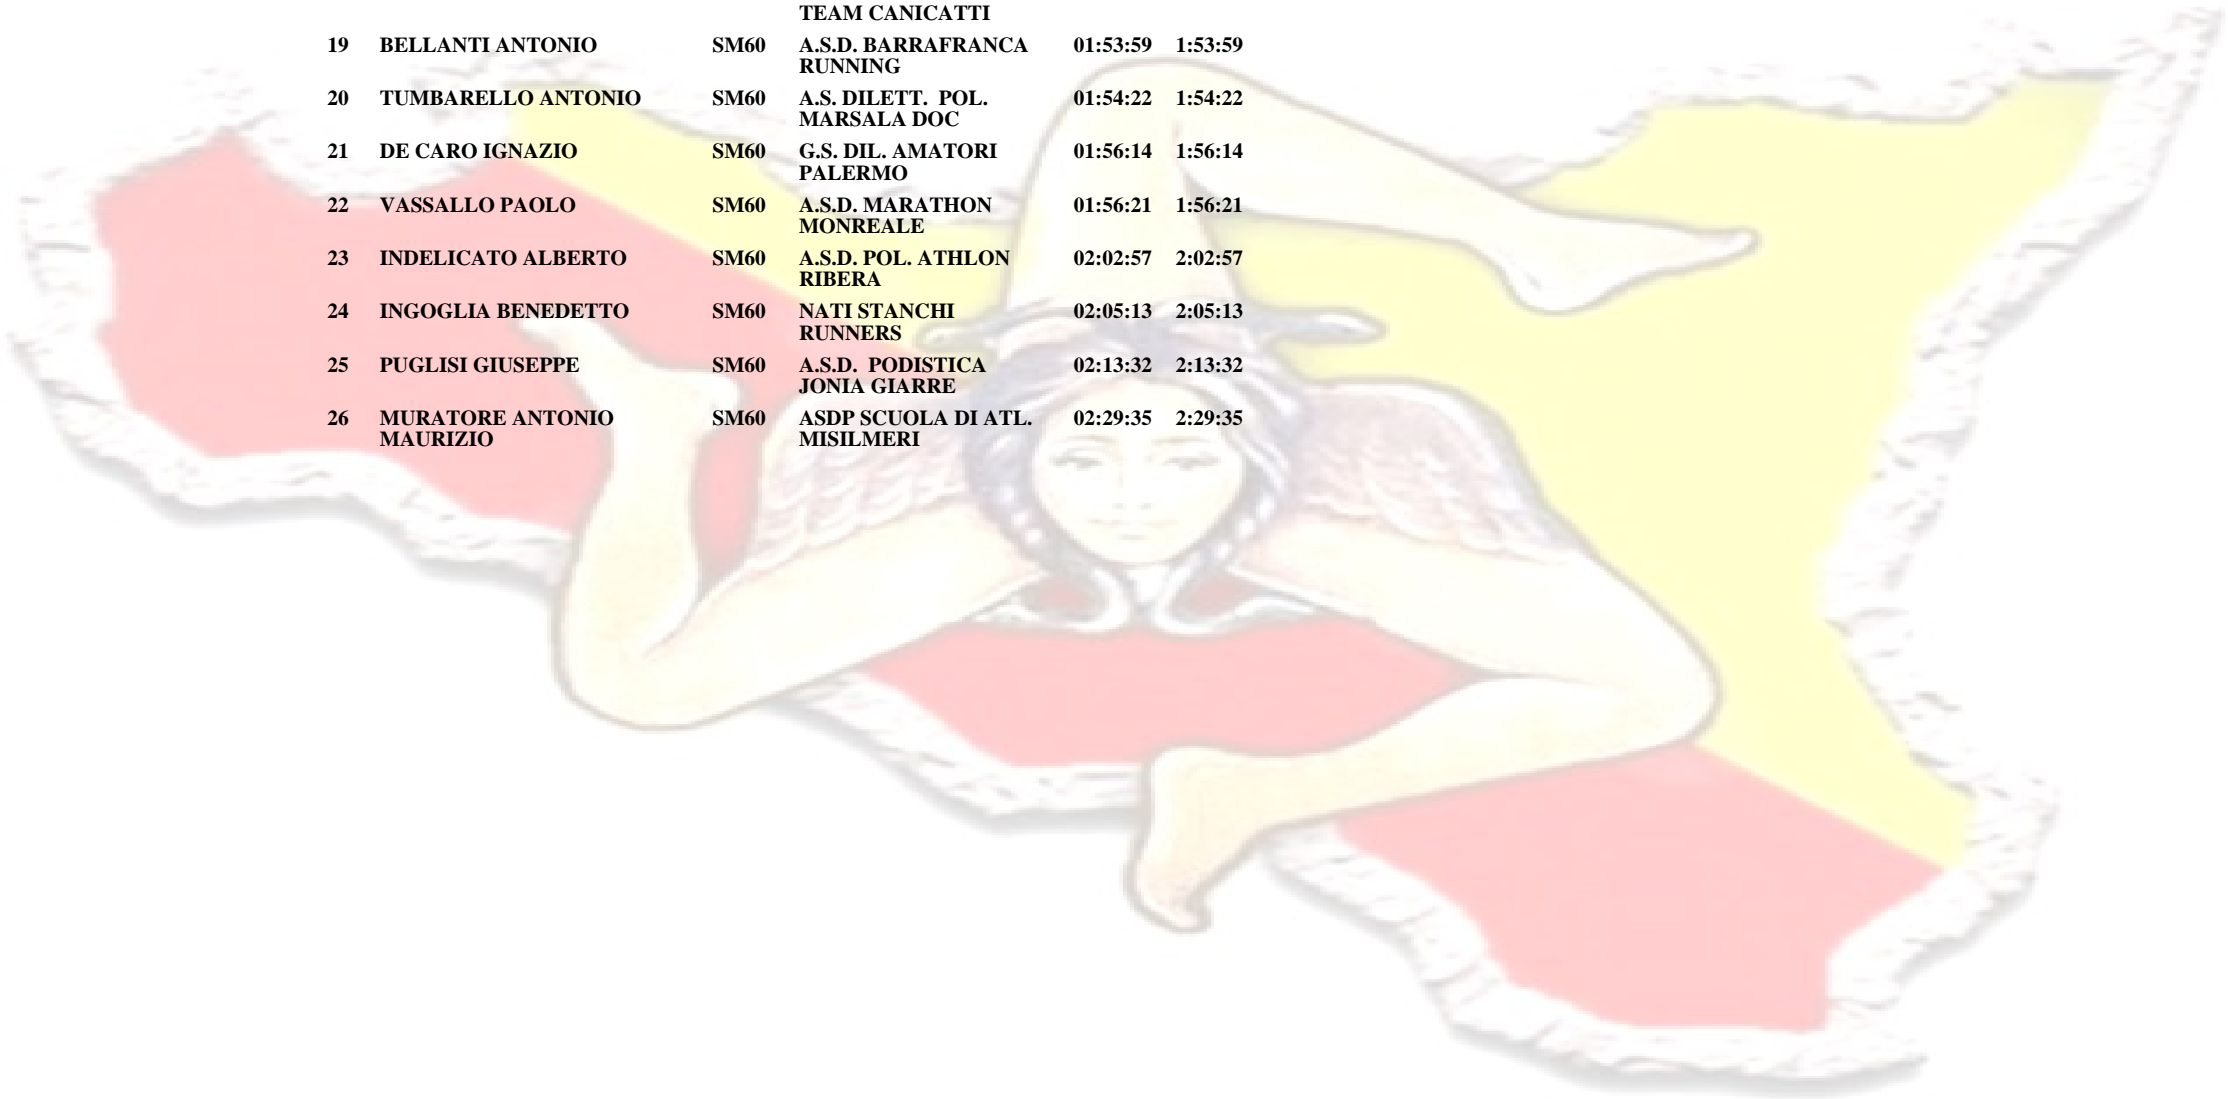 TEAM CANICATTI
19 BELLANTI ANTONIO SM60 A.S.D. BARRAFRANCA 01:53:59 1:53:59
RUNNING
20 TUMBARELLO ANTONIO SM60 A.S. DILETT. POL. 01:54:22 1:54:22
MARSALA DOC
21 DE CARO IGNAZIO SM60 G.S. DIL. AMATORI 01:56:14 1:56:14
PALERMO
22 VASSALLO PAOLO SM60 A.S.D. MARATHON 01:56:21 1:56:21
MONREALE
23 INDELICATO ALBERTO SM60 A.S.D. POL. ATHLON 02:02:57 2:02:57
RIBERA
24 INGOGLIA BENEDETTO SM60 NATI STANCHI 02:05:13 2:05:13
RUNNERS
25 PUGLISI GIUSEPPE SM60 A.S.D. PODISTICA 02:13:32 2:13:32
JONIA GIARRE
26 MURATORE ANTONIO SM60 ASDP SCUOLA DI ATL. 02:29:35 2:29:35
MAURIZIO MISILMERI